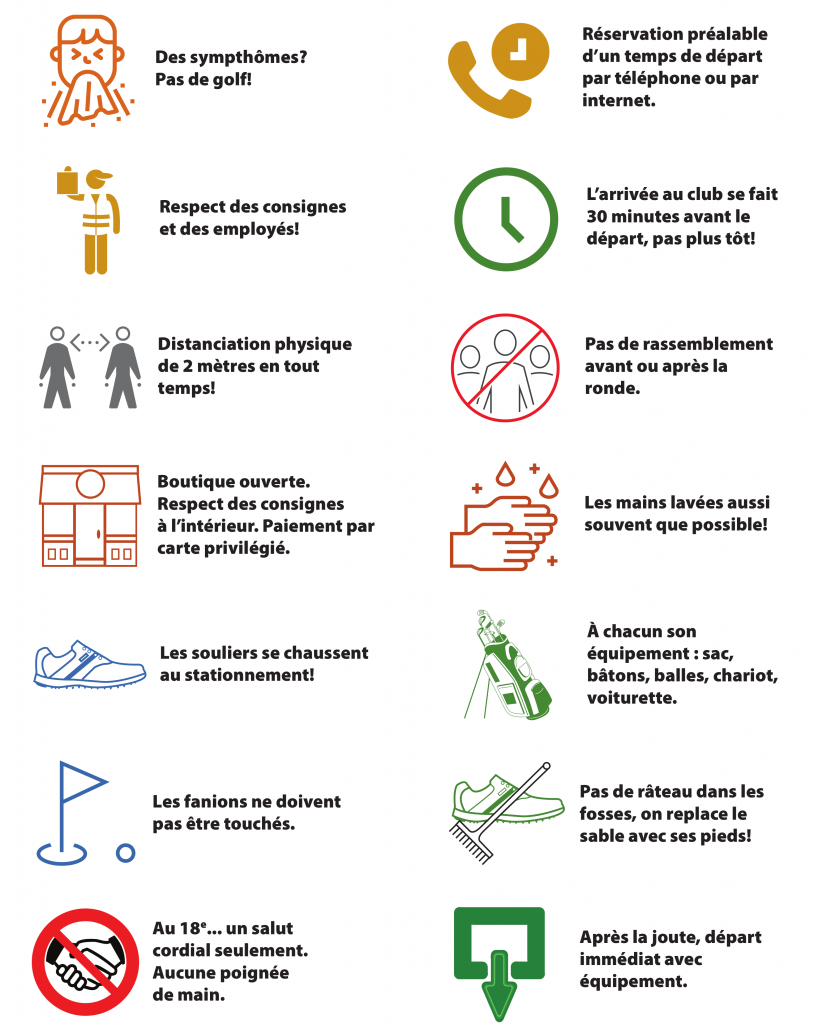 Des sympthômes?
Pas de golf!
Réservation préalable
d'un temps de départ
par téléphone ou par
internet.
Respect des consignes
et des employés!
L'arrivée au club se fait
30 minutes avant le
départ, pas plus tôt!
Distanciation physique
de 2 mètres en tout
temps!
Pas de rassemblement
avant ou après la
ronde.
Boutique ouverte.
Respect des consignes
à l'intérieur. Paiement par
carte privilégié.
Les mains lavées aussi
souvent que possible!
Les souliers se chaussent
au stationnement!
À chacun son
équipement : sac,
bâtons, balles, chariot,
voiturette.
Les fanions ne doivent
pas être touchés.
Pas de râteau dans les
fosses, on replace le
sable avec ses pieds!
Au 18e... un salut
cordial seulement.
Aucune poignée
de main.
Après la joute, départ
immédiat avec
équipement.